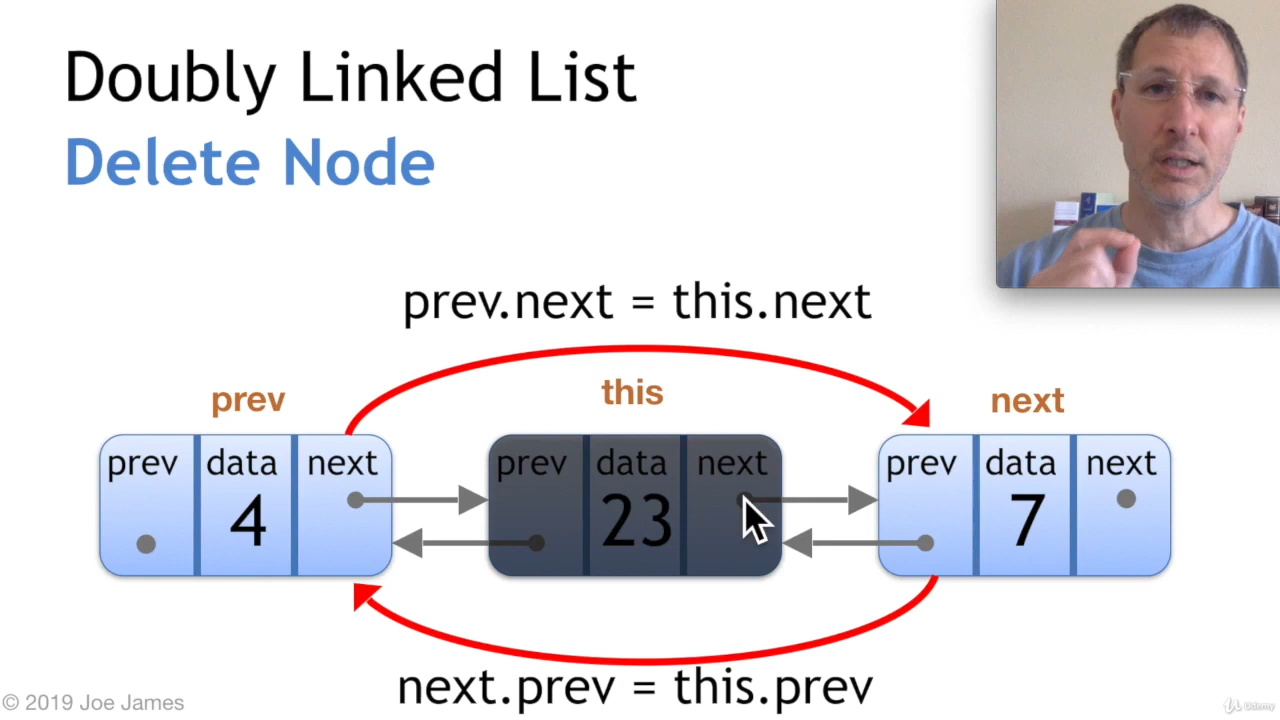 Doubly Linked List
Delete Node
prev.next = this.next
prev this next
prev data next prev data next prev data next
4 23 7
next.prev = this.prev
© 2019 Joe James
Udemy